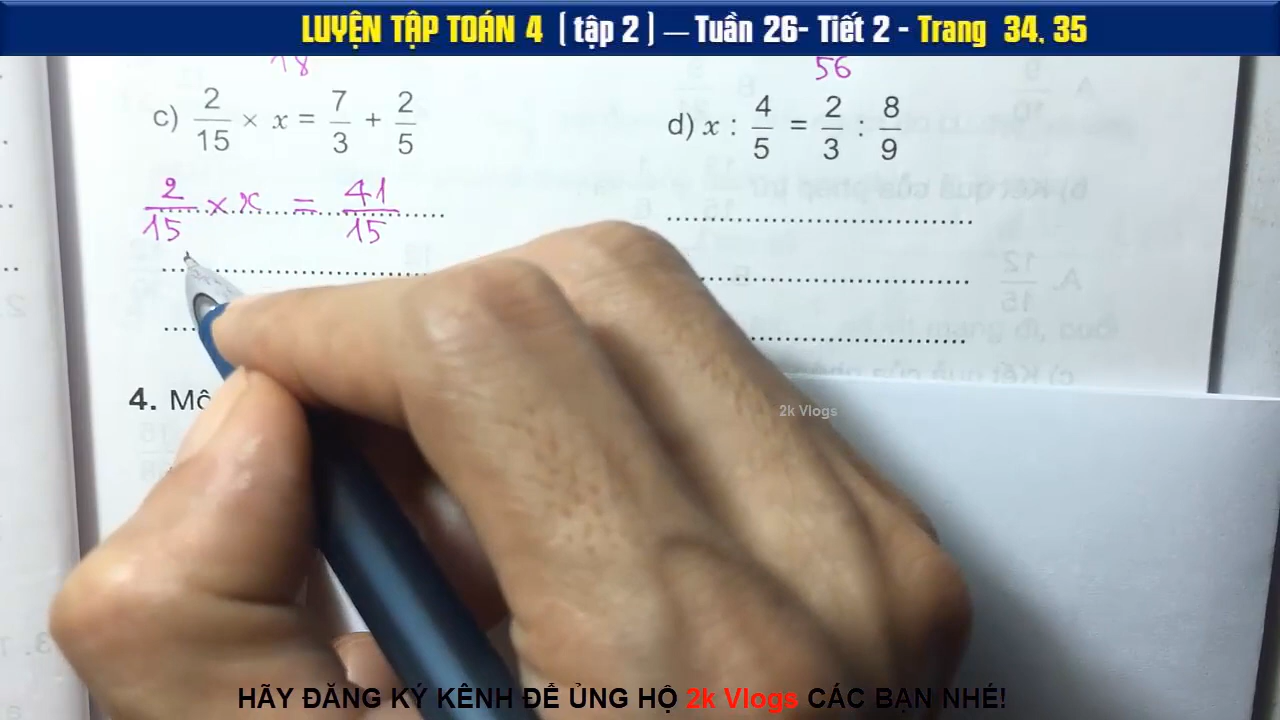 LUYỆN TẬP TOÁN 4 ( tập 2 ) – Tuần 26- Tiết 2 - Trang 34, 35
18
56
c) 2/15 × x = 7/3 + 2/5
d) x : 4/5 = 2/3 : 8/9
2/15 × x = 41/15
4. Mô
2k Vlogs
HÃY ĐĂNG KÝ KÊNH ĐỂ ỦNG HỘ 2k Vlogs CÁC BẠN NHÉ!